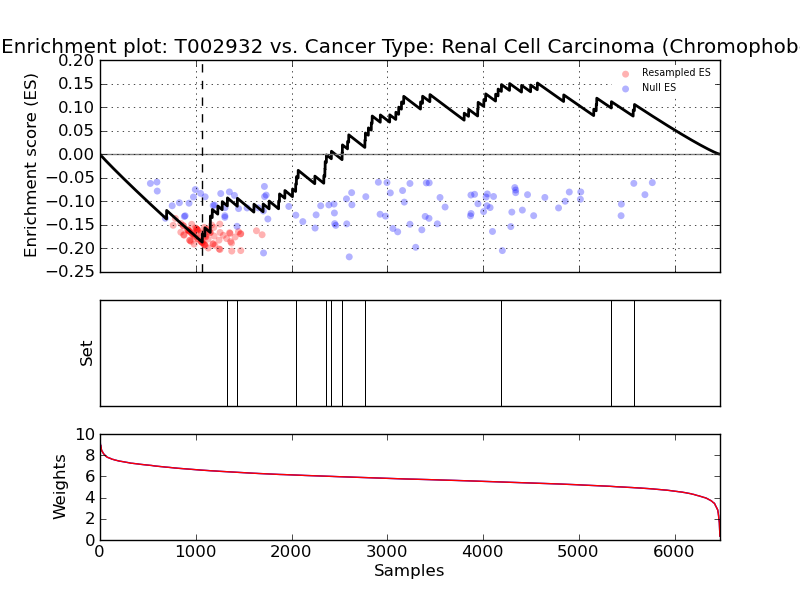 Enrichment plot: T002932 vs. Cancer Type: Renal Cell Carcinoma (Chromophob
0.20
0.15
0.10
0.05
0.00
−0.05
−0.10
−0.15
−0.20
−0.25
Enrichment score (ES)
Resampled ES
Null ES
Set
10
8
6
4
2
0
Weights
0 1000 2000 3000 4000 5000 6000
Samples